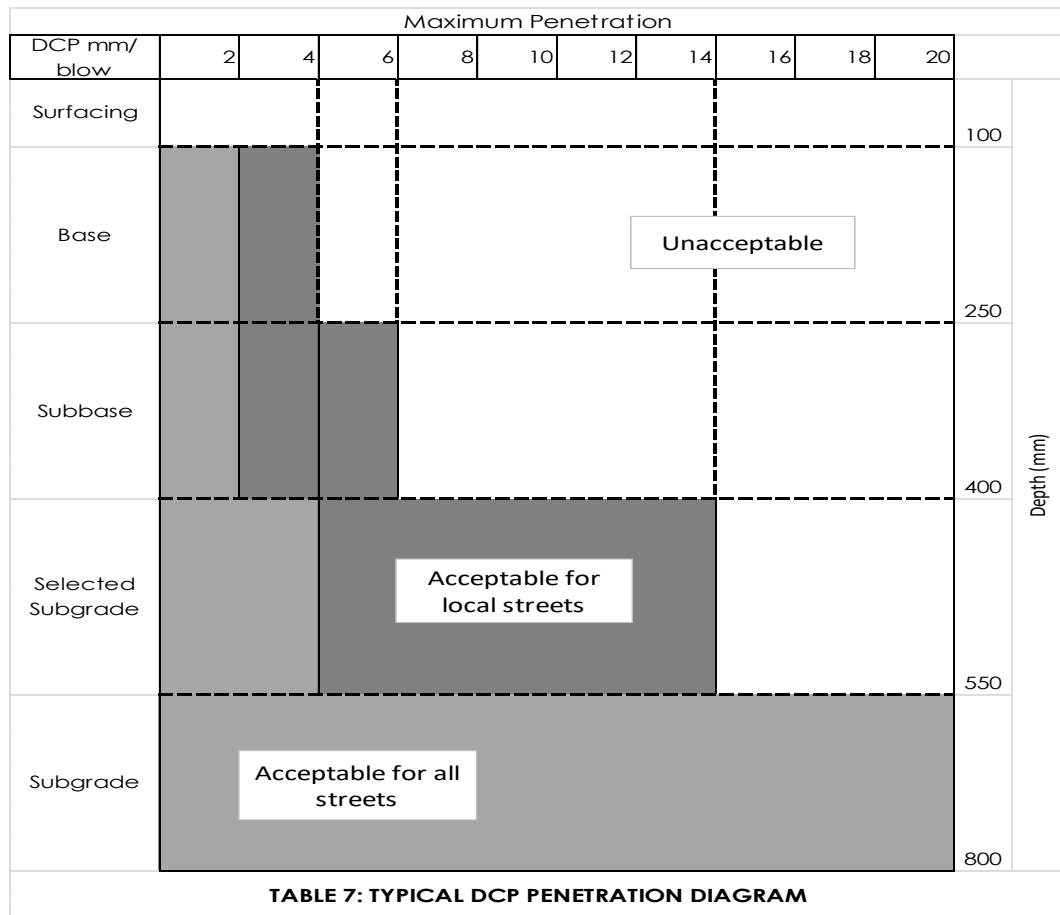 Maximum Penetration
DCP mm/
blow
2 4 6 8 10 12 14 16 18 20
Surfacing
100
Base
Unacceptable
250
Subbase
400
Depth (mm)
Selected
Subgrade
Acceptable for
local streets
550
Subgrade
Acceptable for all
streets
800
TABLE 7: TYPICAL DCP PENETRATION DIAGRAM